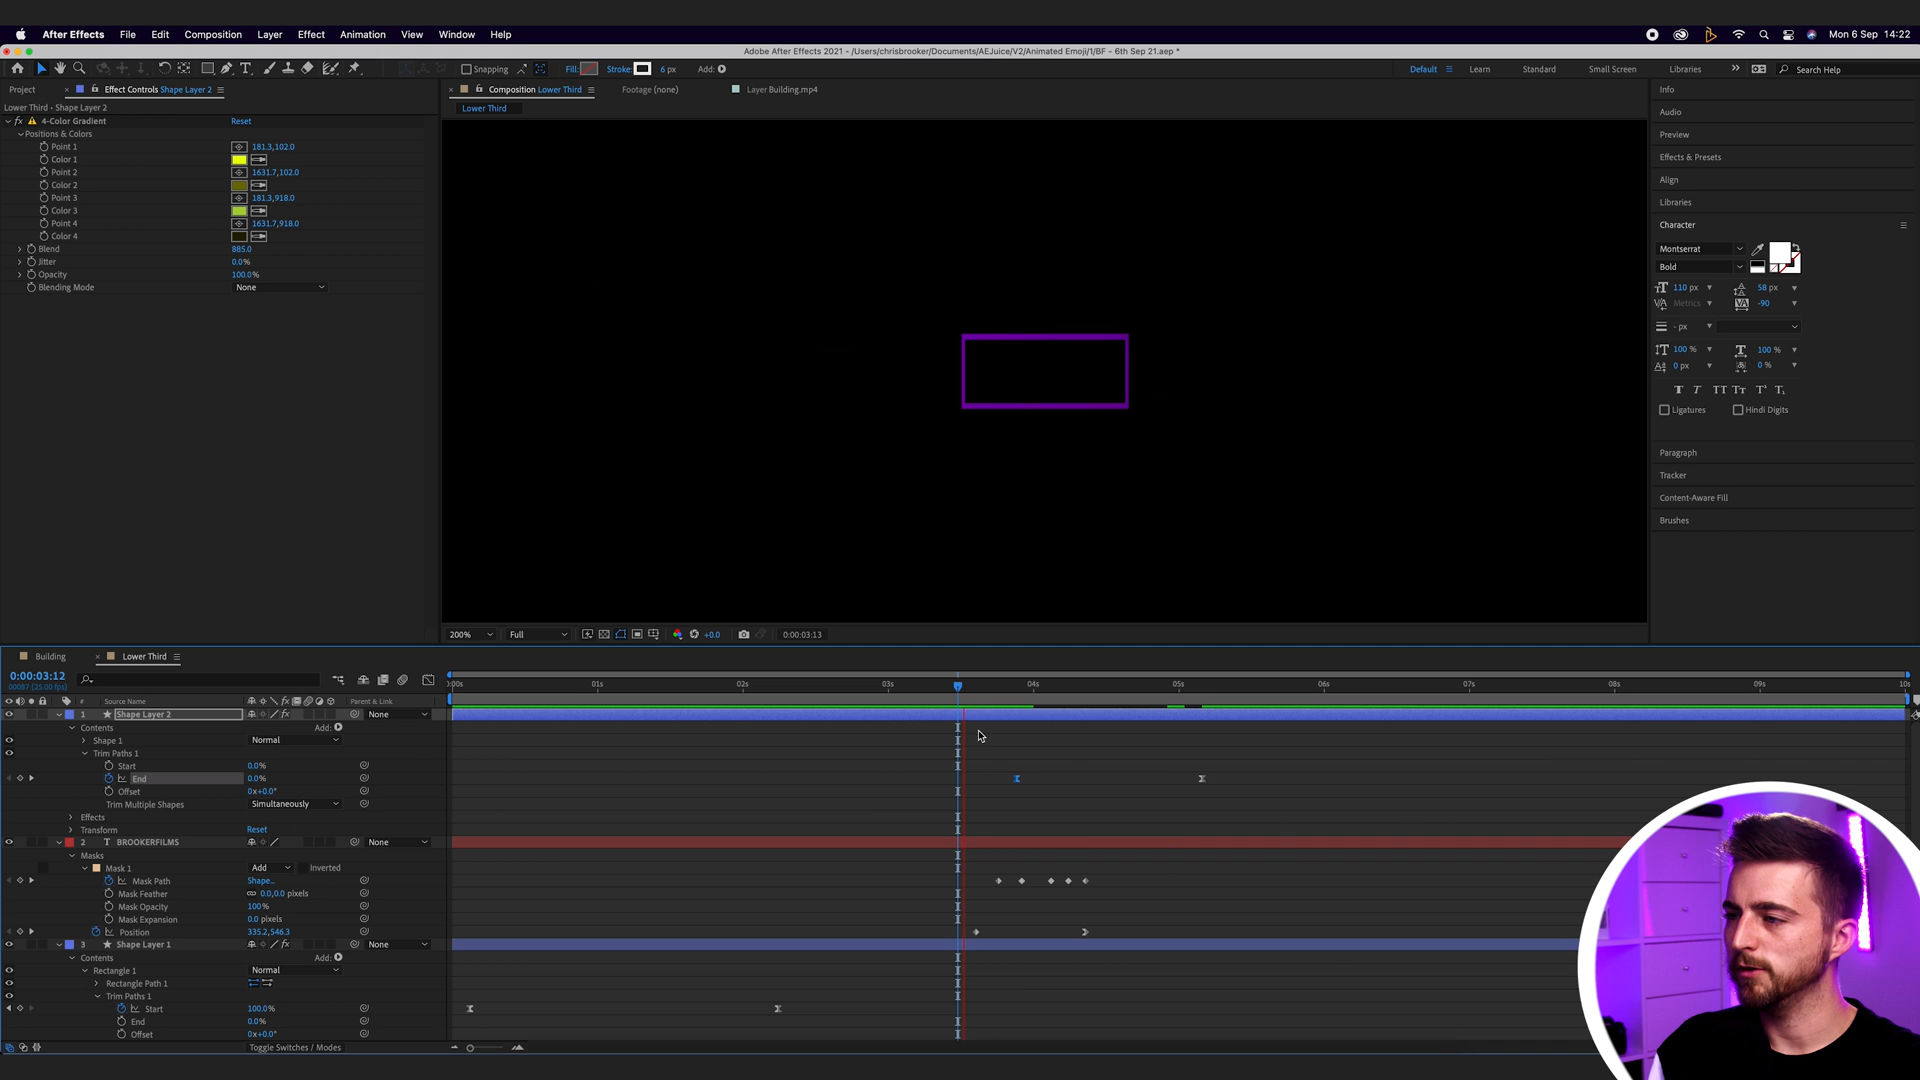 After Effects File Edit Composition Layer Effect Animation View Window Help Mon 6 Sep 14:22
Adobe After Effects 2021 - /Users/chrisbrooker/Documents/AEJuice/V2/Animated Emoji/1/BF - 6th Sep 21.aep *
Snapping Fill: Stroke: 6 px Add: Default Learn Standard Small Screen Libraries Search Help
Project Effect Controls Shape Layer 2 Composition Lower Third Footage (none) Layer Building.mp4 Info
Lower Third • Shape Layer 2 Lower Third
Audio
fx 4-Color Gradient Reset
Positions & Colors Preview
Point 1 181.3,102.0
Color 1 Effects & Presets
Point 2 1631.7,102.0
Color 2 Align
Point 3 181.3,918.0
Color 3 Libraries
Point 4 1631.7,918.0 Character
Color 4
Blend 885.0 Montserrat
Jitter 0.0%
Bold
Opacity 100.0%
Blending Mode None 110 px 58 px
Metrics -90
- px
100 % 100 %
0 px 0 %
Ligatures Hindi Digits
Paragraph
Tracker
Content-Aware Fill
Brushes
200% Full +0.0 0:00:03:13
Building Lower Third
0:00:03:12
00087 (25.00 fps) :00s 01s 02s 03s 04s 05s 06s 07s 08s 09s 10s
# Source Name Parent & Link
1 Shape Layer 2 None
Contents Add:
Shape 1 Normal
Trim Paths 1
Start 0.0%
End 0.0%
Offset 0x+0.0°
Trim Multiple Shapes Simultaneously
Effects
Transform Reset
2 T BROOKERFILMS None
Masks
Mask 1 Add Inverted
Mask Path Shape...
Mask Feather 0.0,0.0 pixels
Mask Opacity 100%
Mask Expansion 0.0 pixels
Position 335.2,546.3
3 Shape Layer 1 None
Contents Add:
Rectangle 1 Normal
Rectangle Path 1
Trim Paths 1
Start 100.0%
End 0.0%
Offset 0x+0.0°
Toggle Switches / Modes